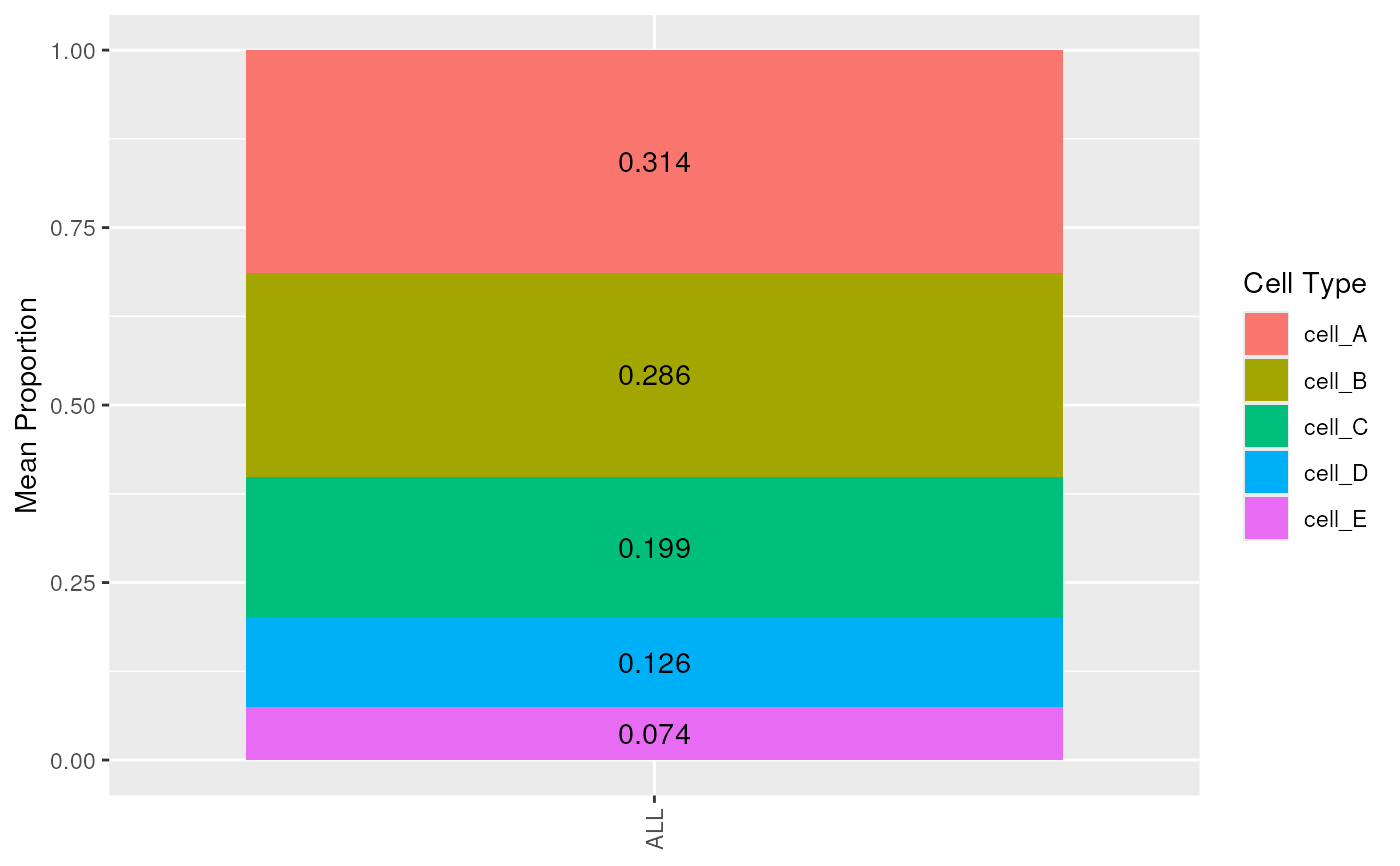 Mean Proportion
1.00
0.75
0.50
0.25
0.00
0.314
0.286
0.199
0.126
0.074
ALL
Cell Type
cell_A
cell_B
cell_C
cell_D
cell_E